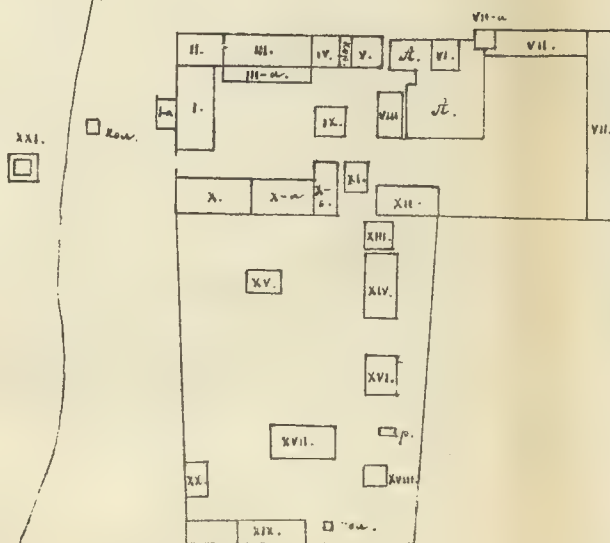 VII-a
II.
III.
IV.
V.
VI.
VII.
III-a.
I-a
I.
IX.
VIII
VII.
XXI.
X.
X-a
XI.
XII.
XIII.
XV.
XIV.
XVI.
XVII.
p.
XX.
XVIII.
XIX.